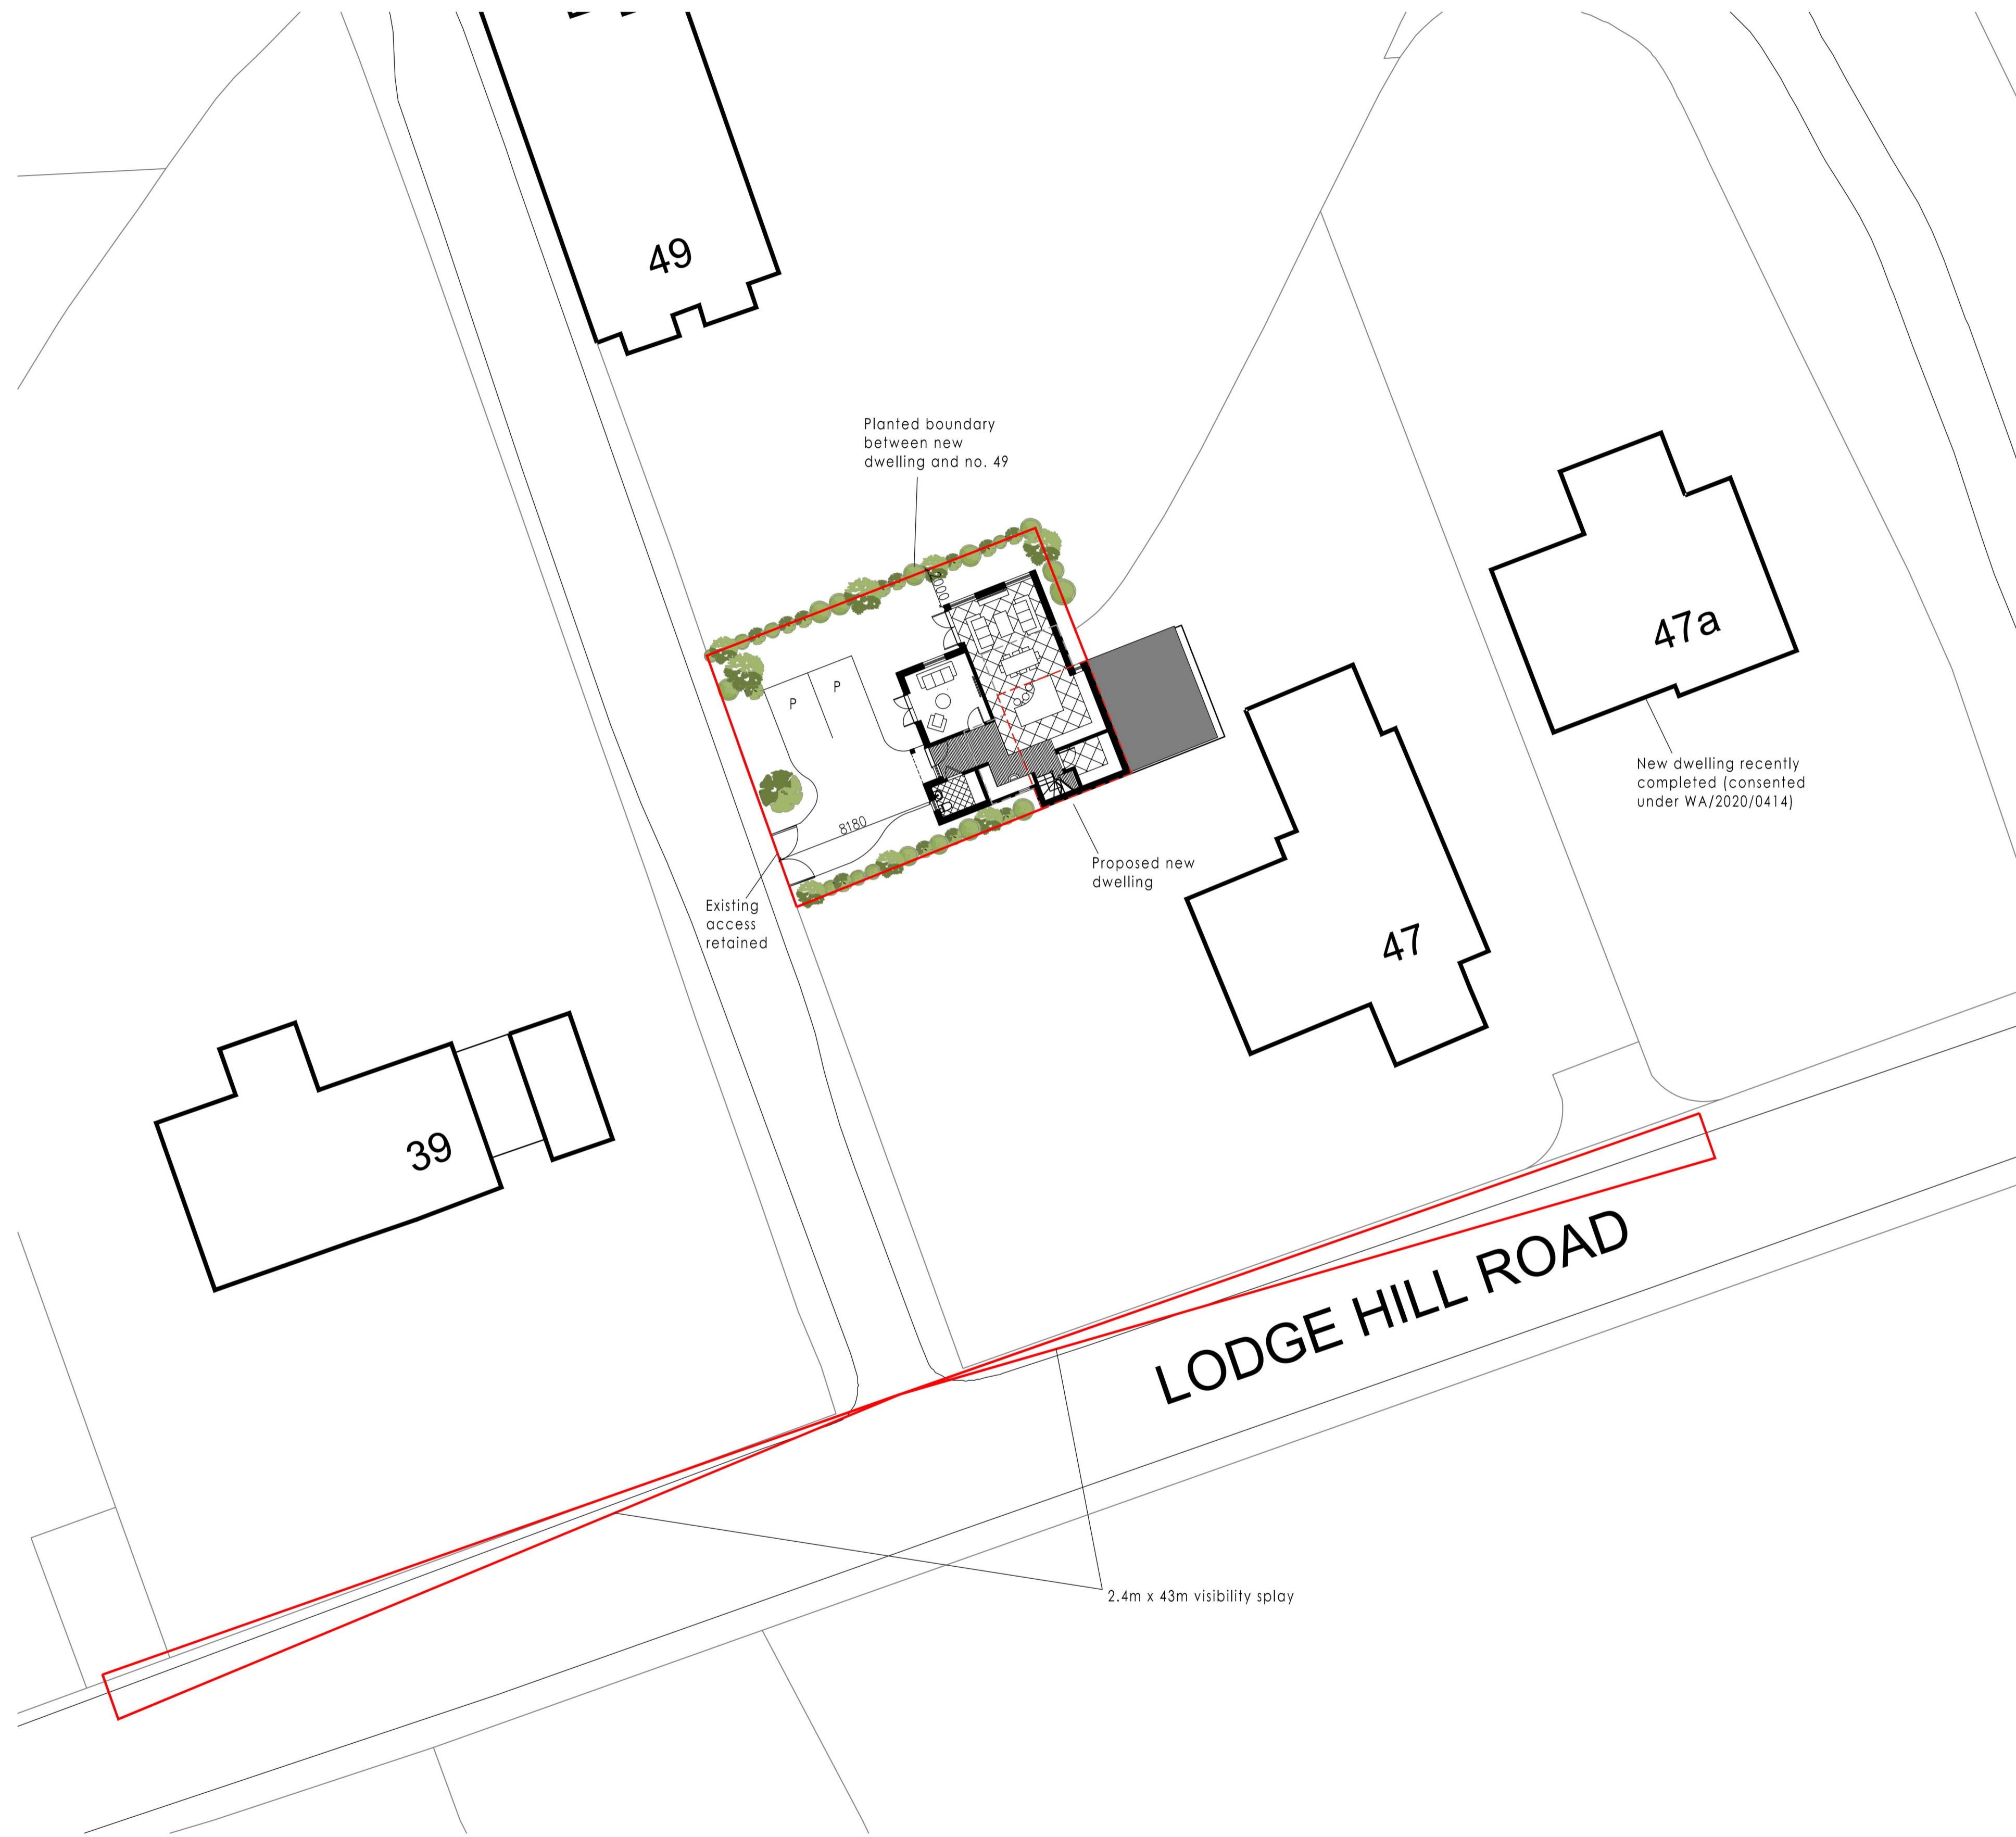 49
Planted boundary
between new
dwelling and no. 49
2000
47a
P
P
New dwelling recently
completed (consented
under WA/2020/0414)
8180
Proposed new
dwelling
Existing
access
retained
47
39
LODGE HILL ROAD
2.4m x 43m visibility splay